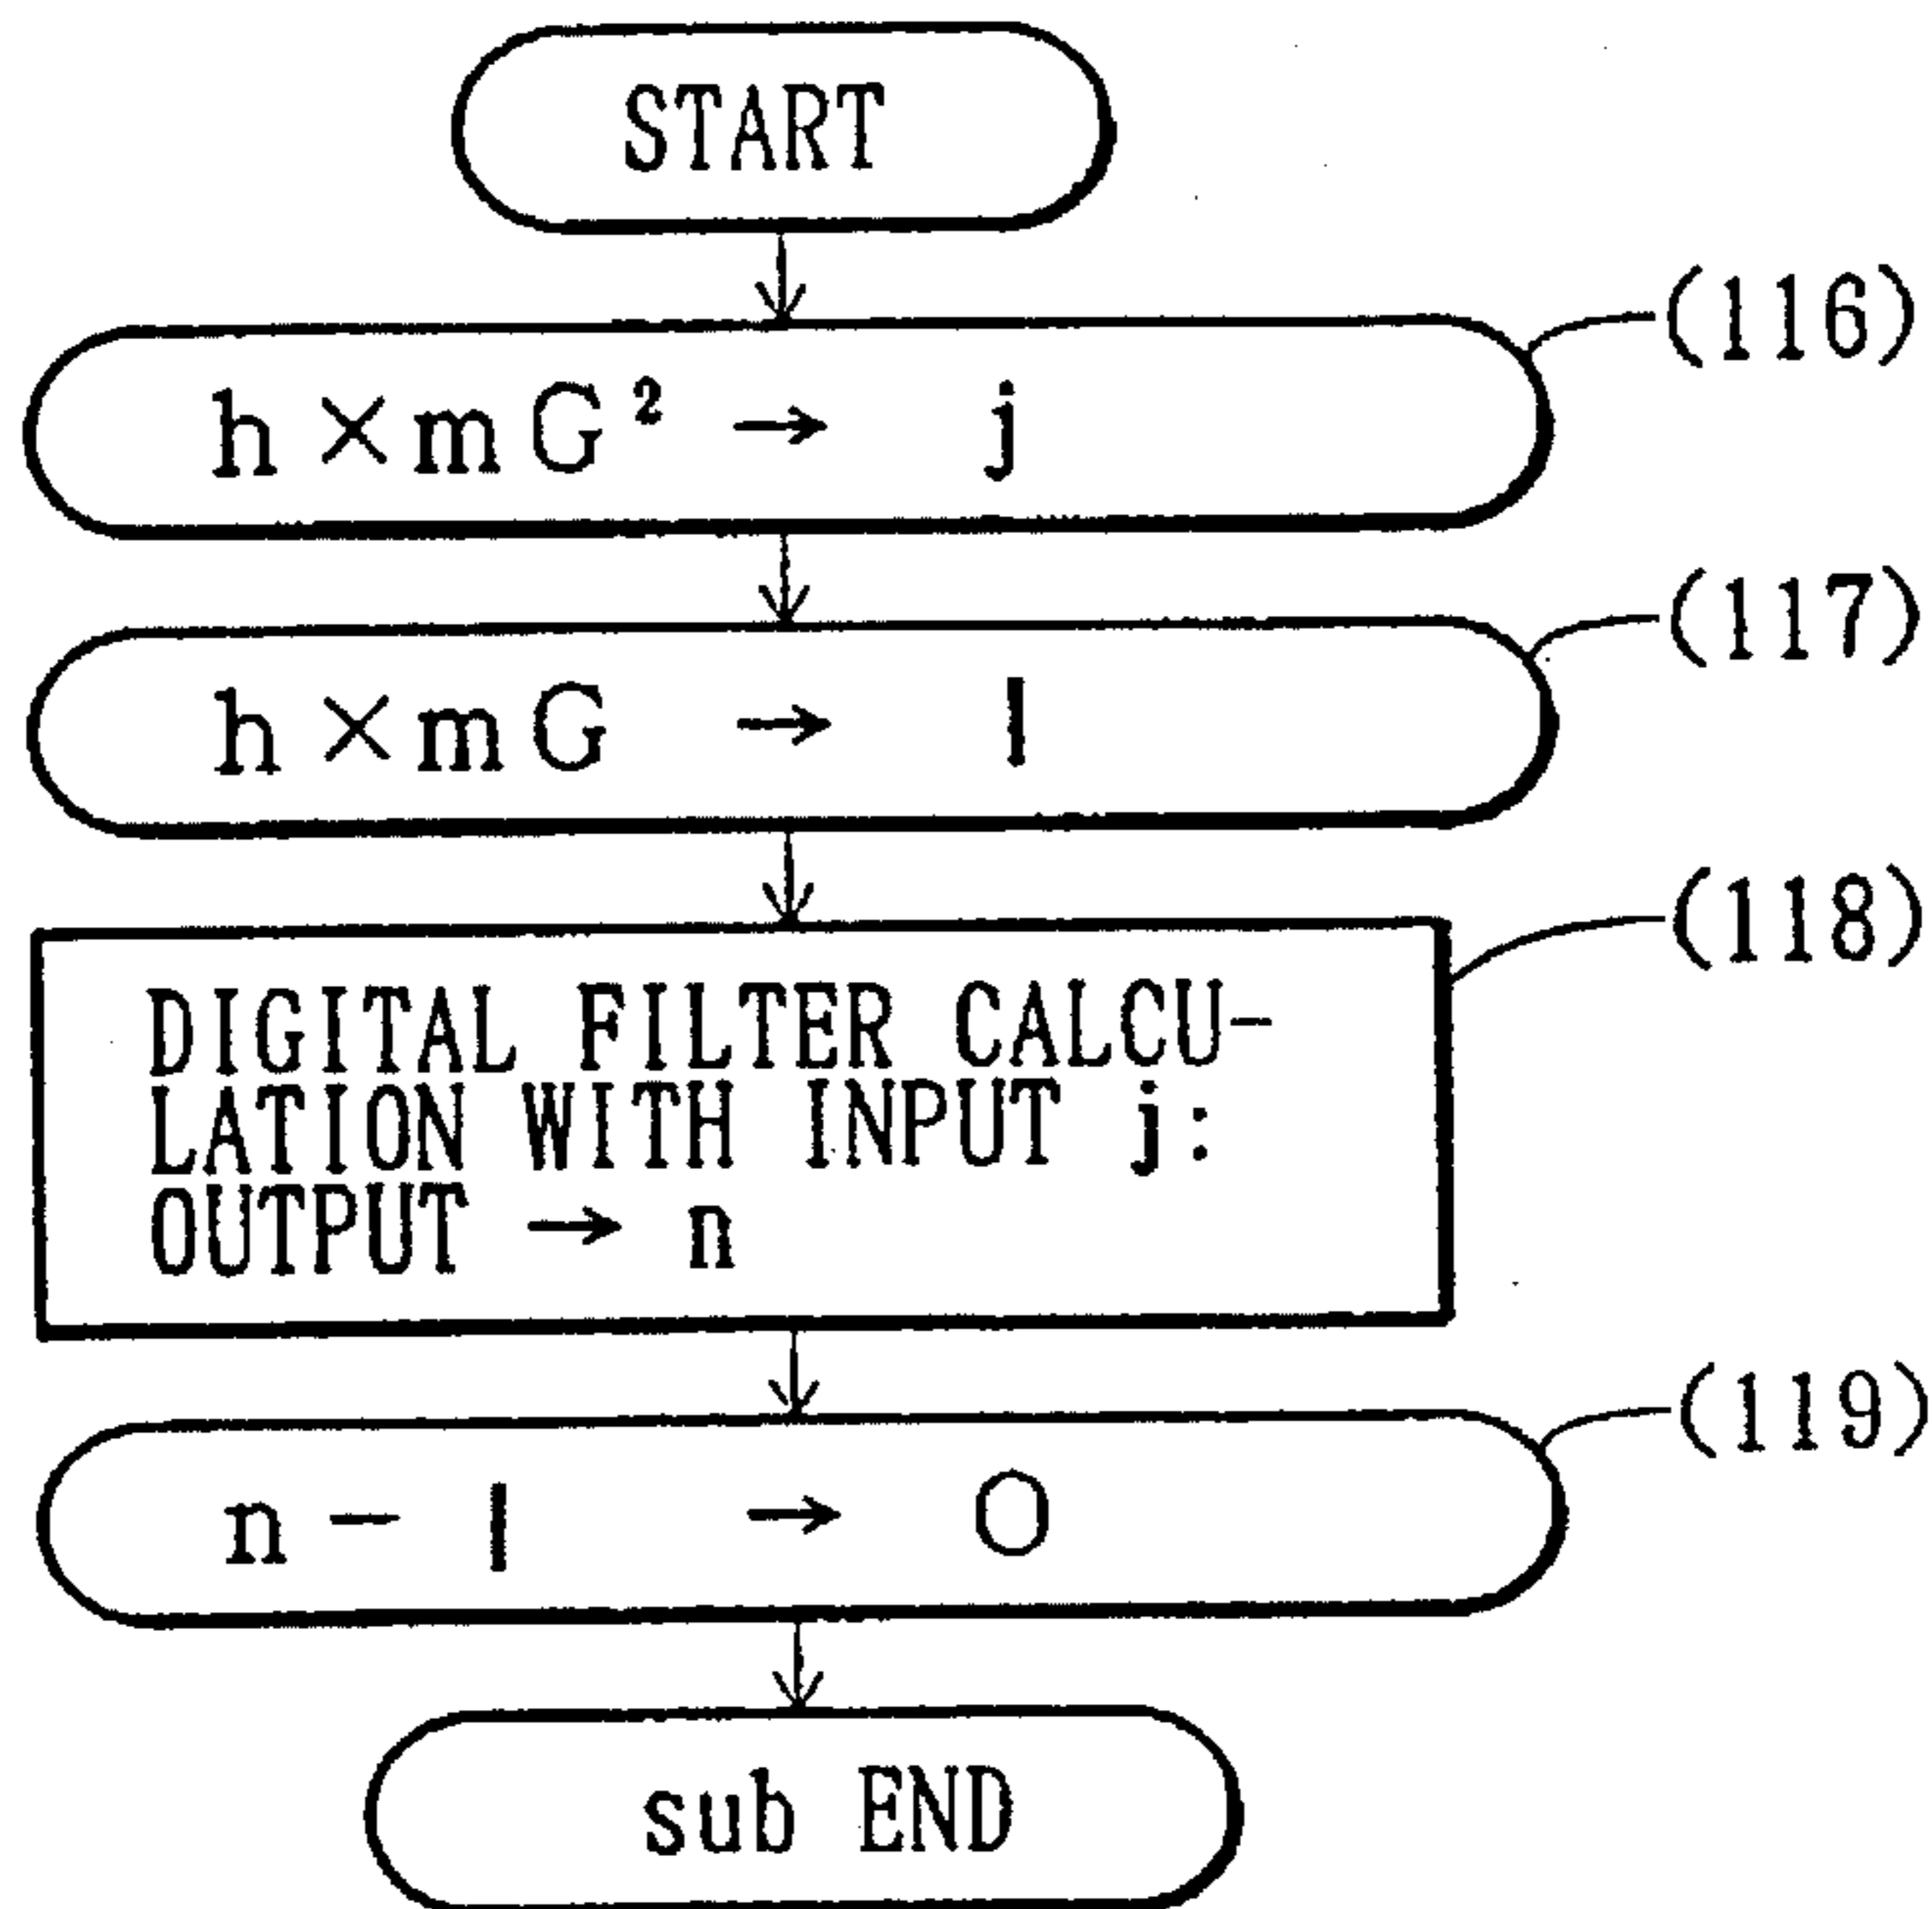 START
(116)
h×mG² → j
(117)
h×mG → l
(118)
DIGITAL FILTER CALCU-
LATION WITH INPUT j:
OUTPUT → n
(119)
n − l → O
sub END